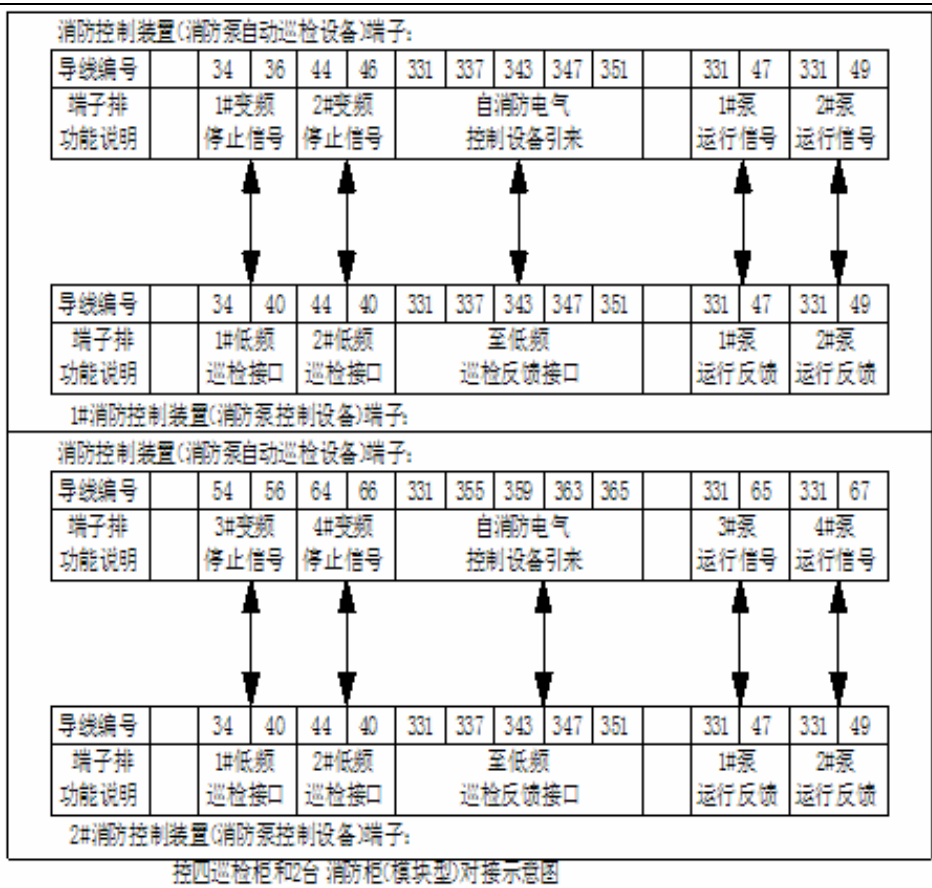 消防控制装置(消防泵自动巡检设备)端子:
导线编号 34 36 44 46 331 337 343 347 351 331 47 331 49
端子排 1#变频 2#变频 自消防电气 1#泵 2#泵
功能说明 停止信号 停止信号 控制设备引来 运行信号 运行信号
导线编号 34 40 44 40 331 337 343 347 351 331 47 331 49
端子排 1#低频 2#低频 至低频 1#泵 2#泵
功能说明 巡检接口 巡检接口 巡检反馈接口 运行反馈 运行反馈
1#消防控制装置(消防泵控制设备)端子:
消防控制装置(消防泵自动巡检设备)端子:
导线编号 54 56 64 66 331 355 359 363 365 331 65 331 67
端子排 3#变频 4#变频 自消防电气 3#泵 4#泵
功能说明 停止信号 停止信号 控制设备引来 运行信号 运行信号
导线编号 34 40 44 40 331 337 343 347 351 331 47 331 49
端子排 1#低频 2#低频 至低频 1#泵 2#泵
功能说明 巡检接口 巡检接口 巡检反馈接口 运行反馈 运行反馈
2#消防控制装置(消防泵控制设备)端子:
控四巡检柜和2台 消防柜(模块型)对接示意图